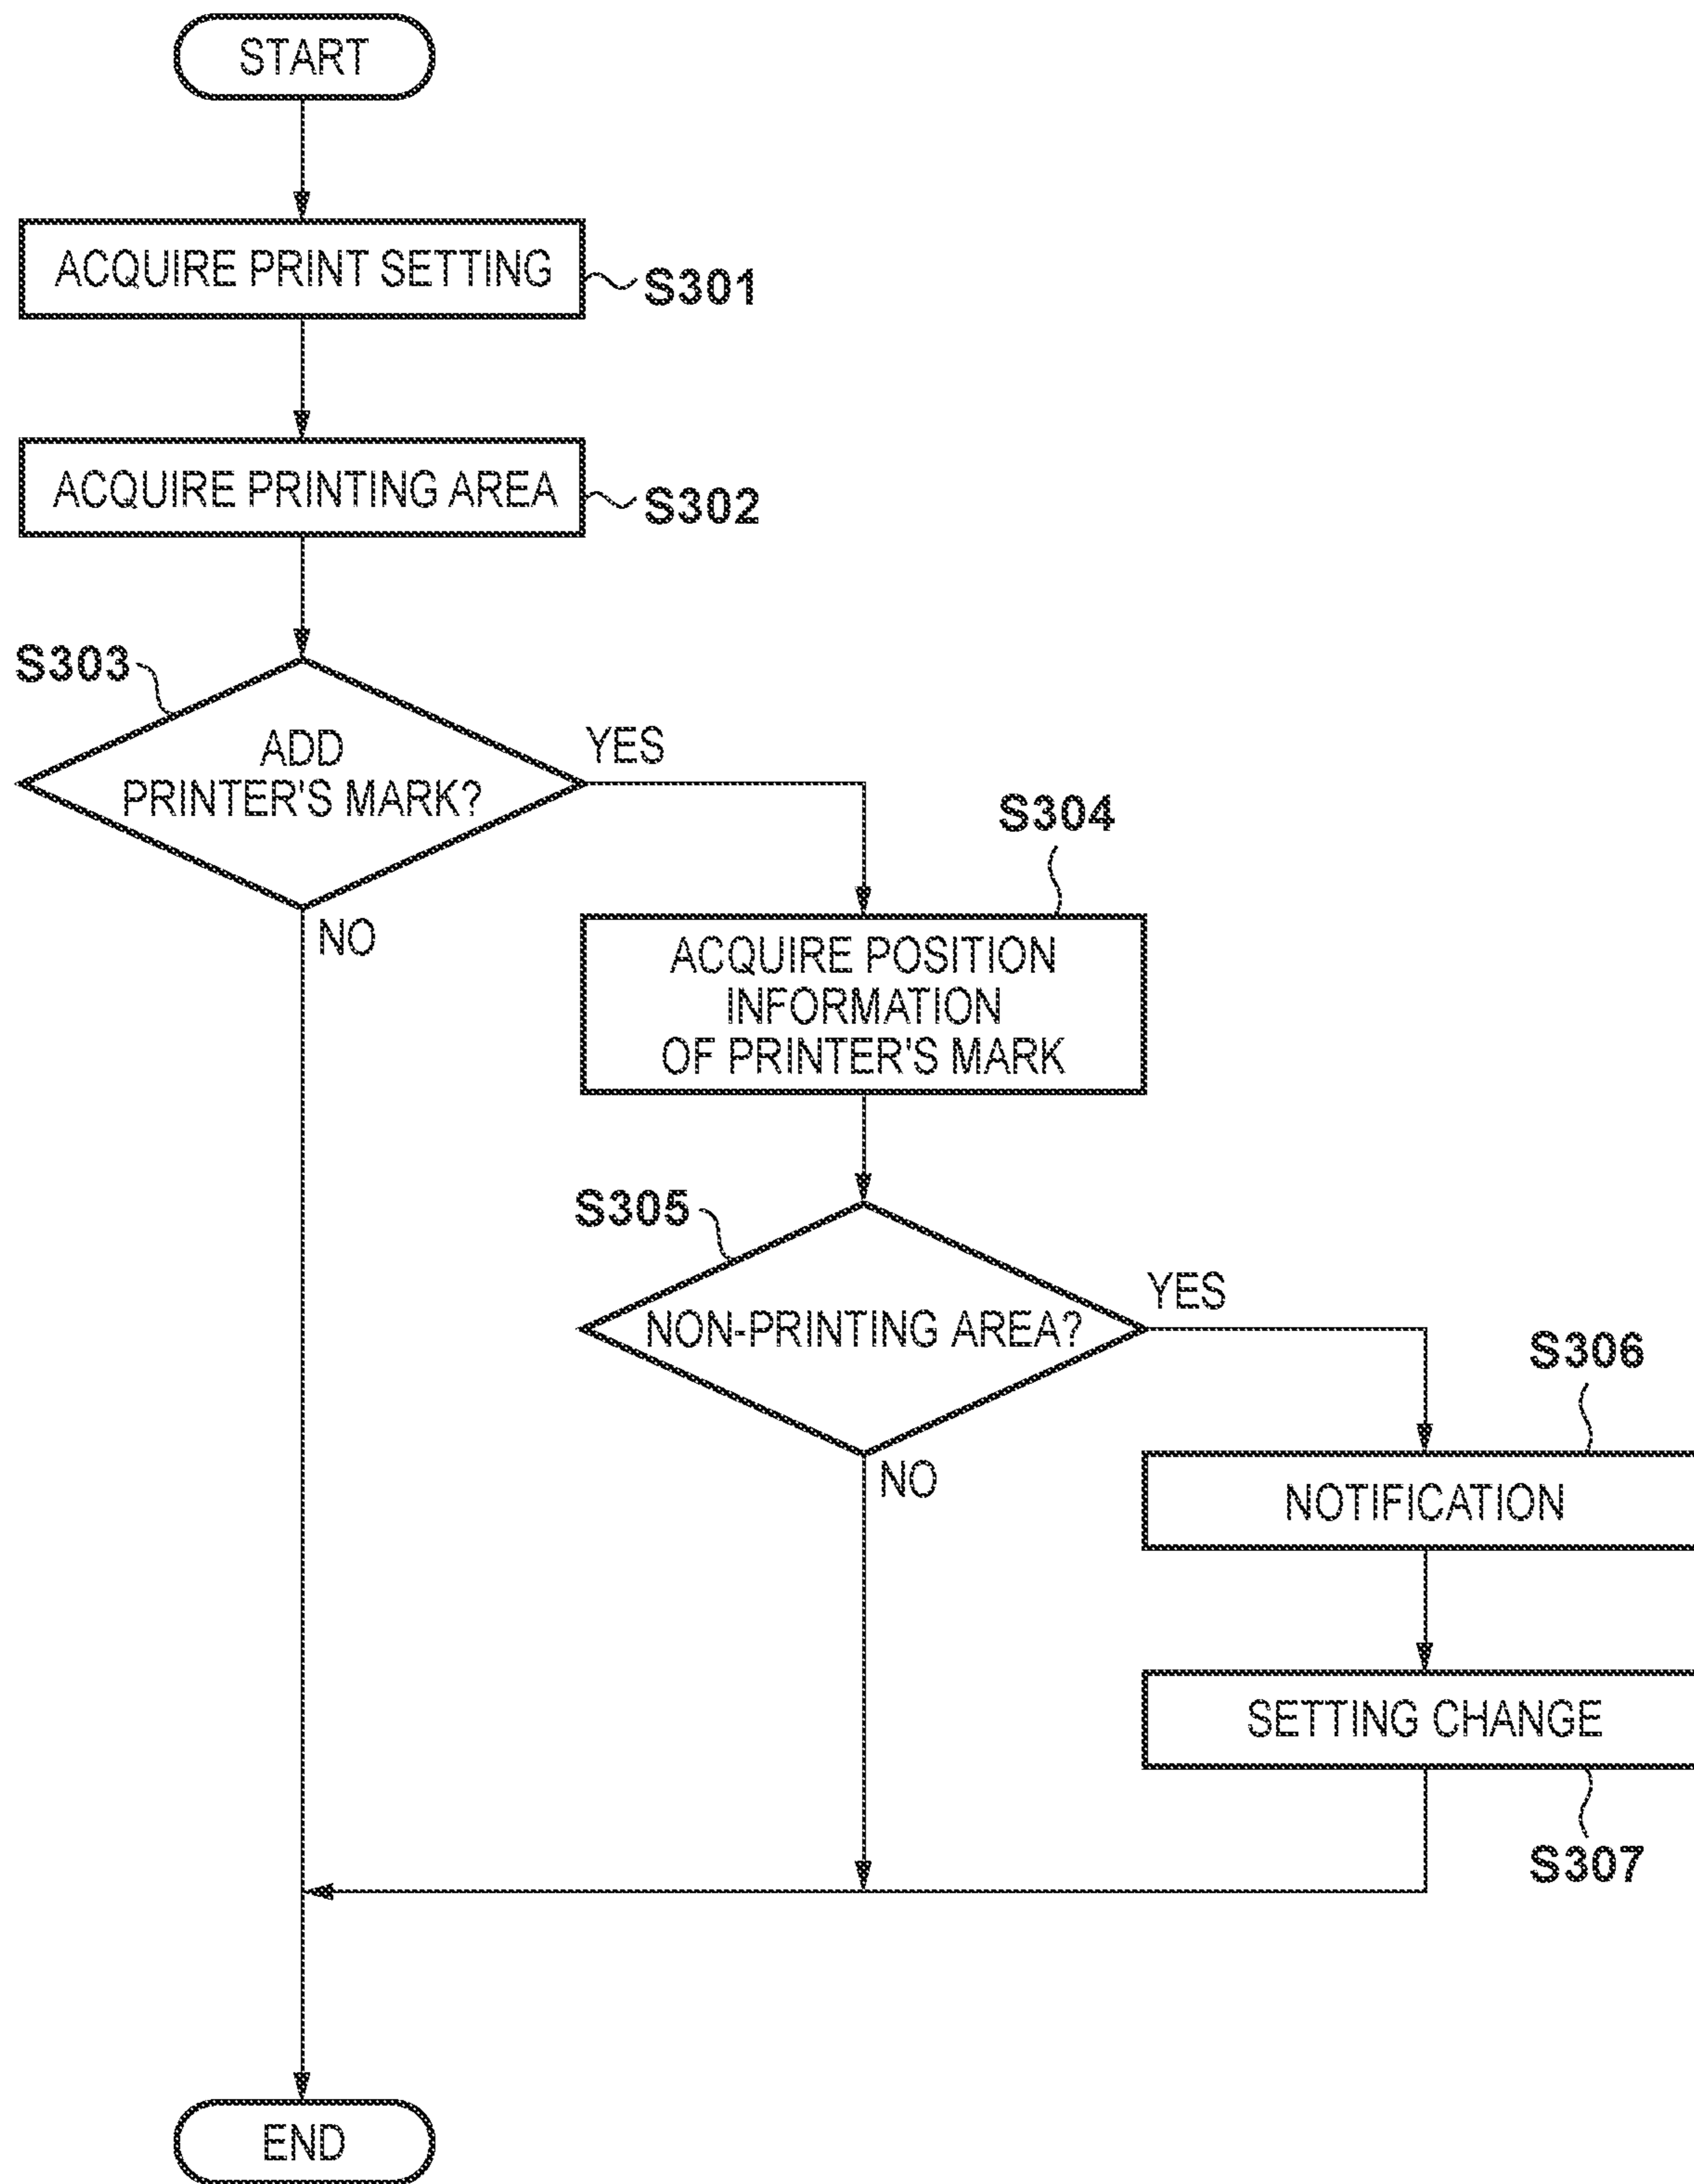 START
ACQUIRE PRINT SETTING
S301
ACQUIRE PRINTING AREA
S302
S303
ADD
PRINTER'S MARK?
YES
NO
S304
ACQUIRE POSITION
INFORMATION
OF PRINTER'S MARK
S305
NON-PRINTING AREA?
YES
NO
S306
NOTIFICATION
SETTING CHANGE
S307
END